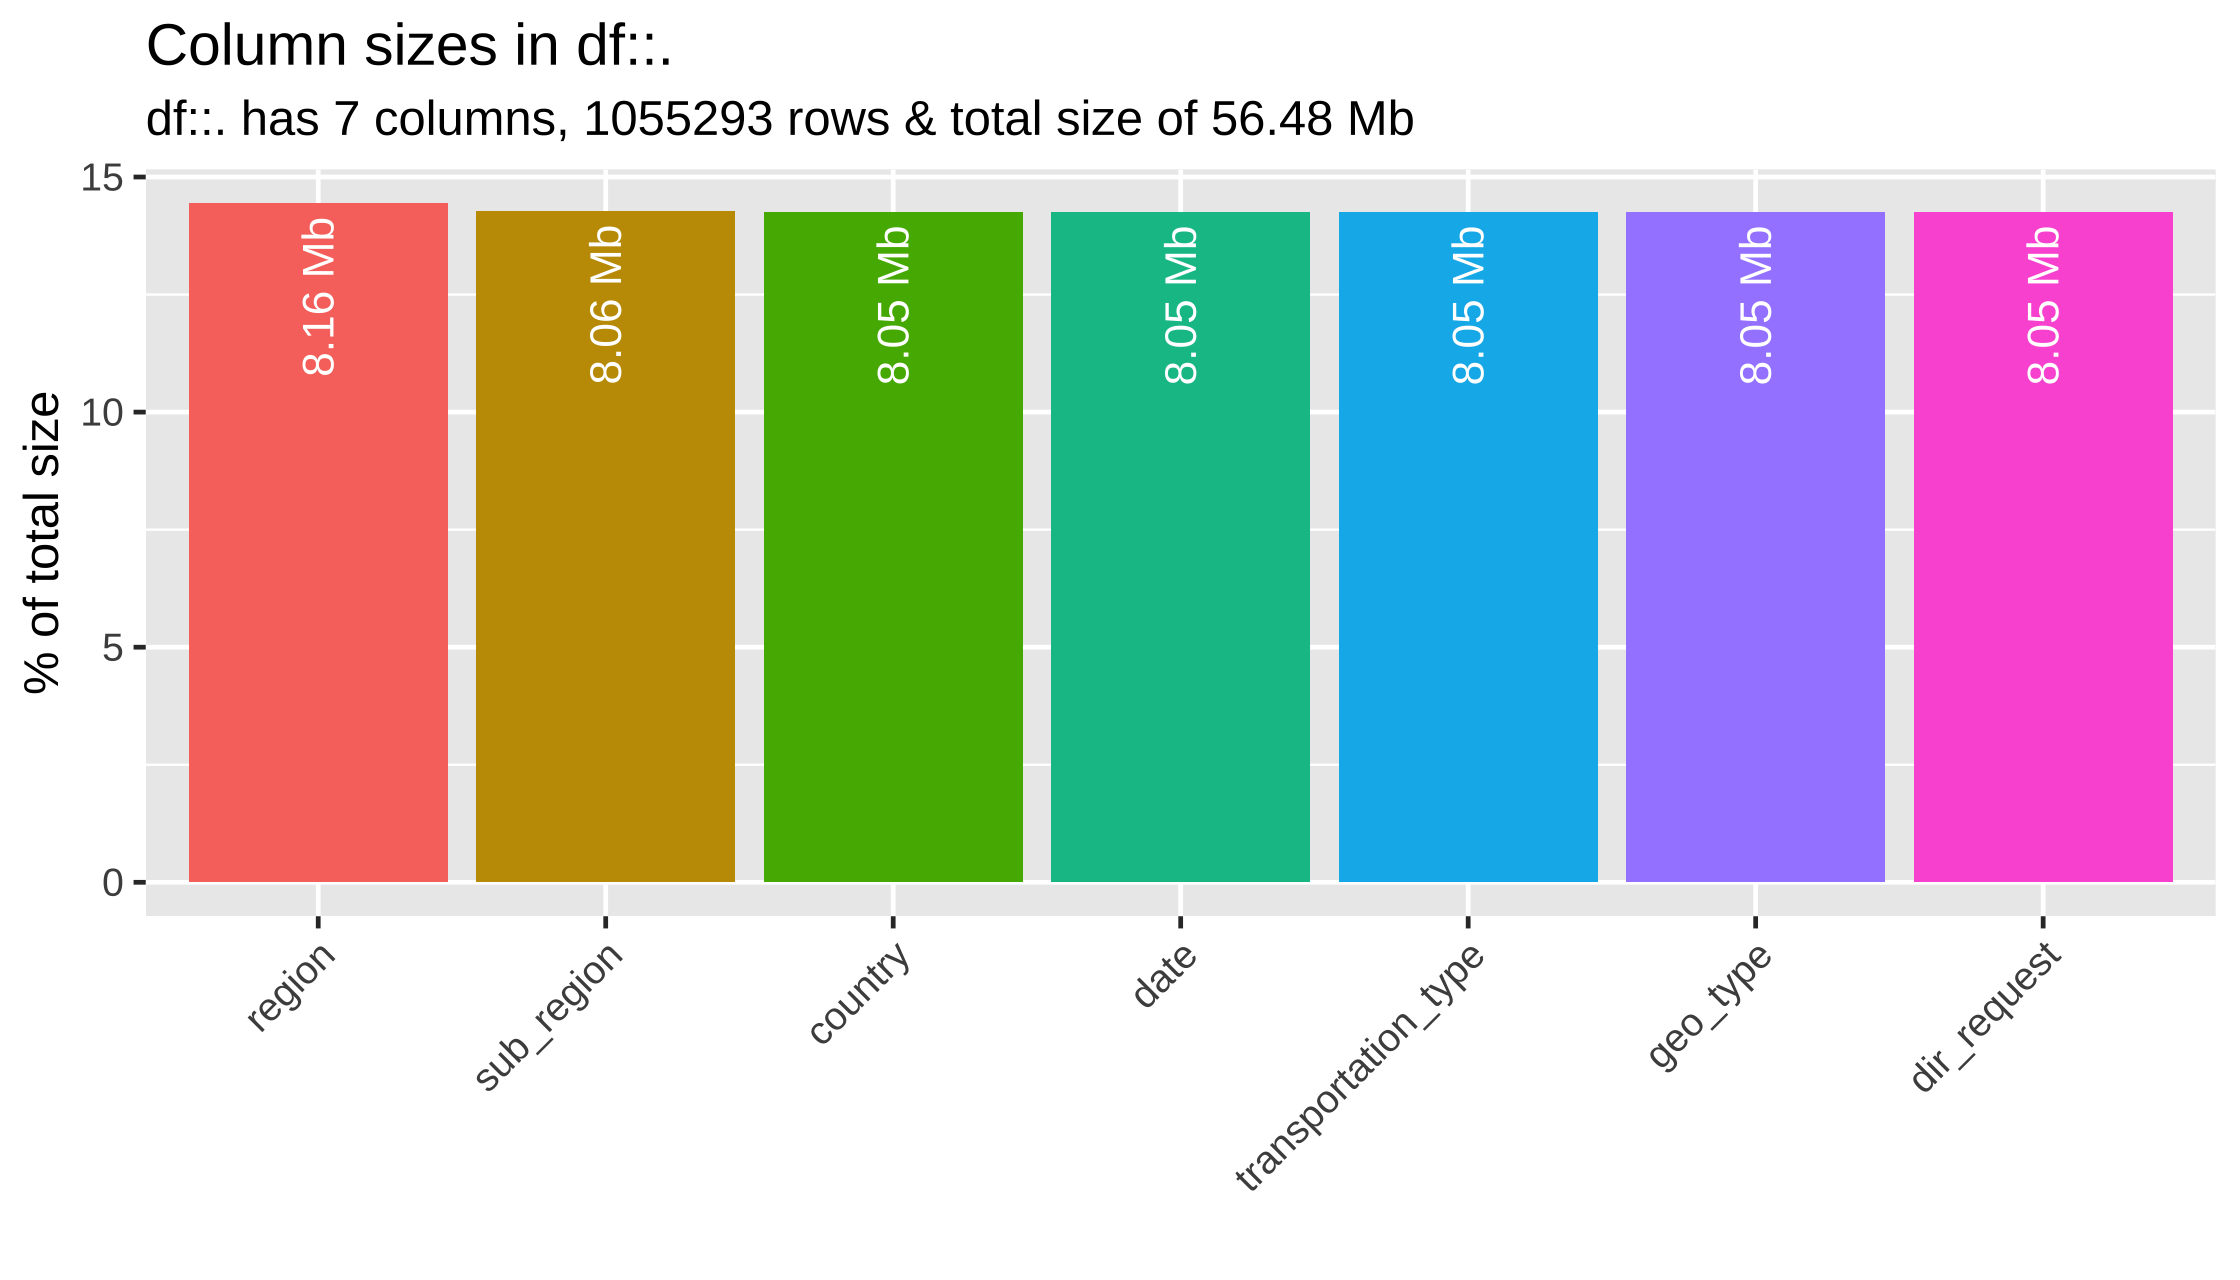 Column sizes in df::.
df::. has 7 columns, 1055293 rows & total size of 56.48 Mb
% of total size
15
10
5
0
8.16 Mb
8.06 Mb
8.05 Mb
8.05 Mb
8.05 Mb
8.05 Mb
8.05 Mb
region
sub_region
country
date
transportation_type
geo_type
dir_request